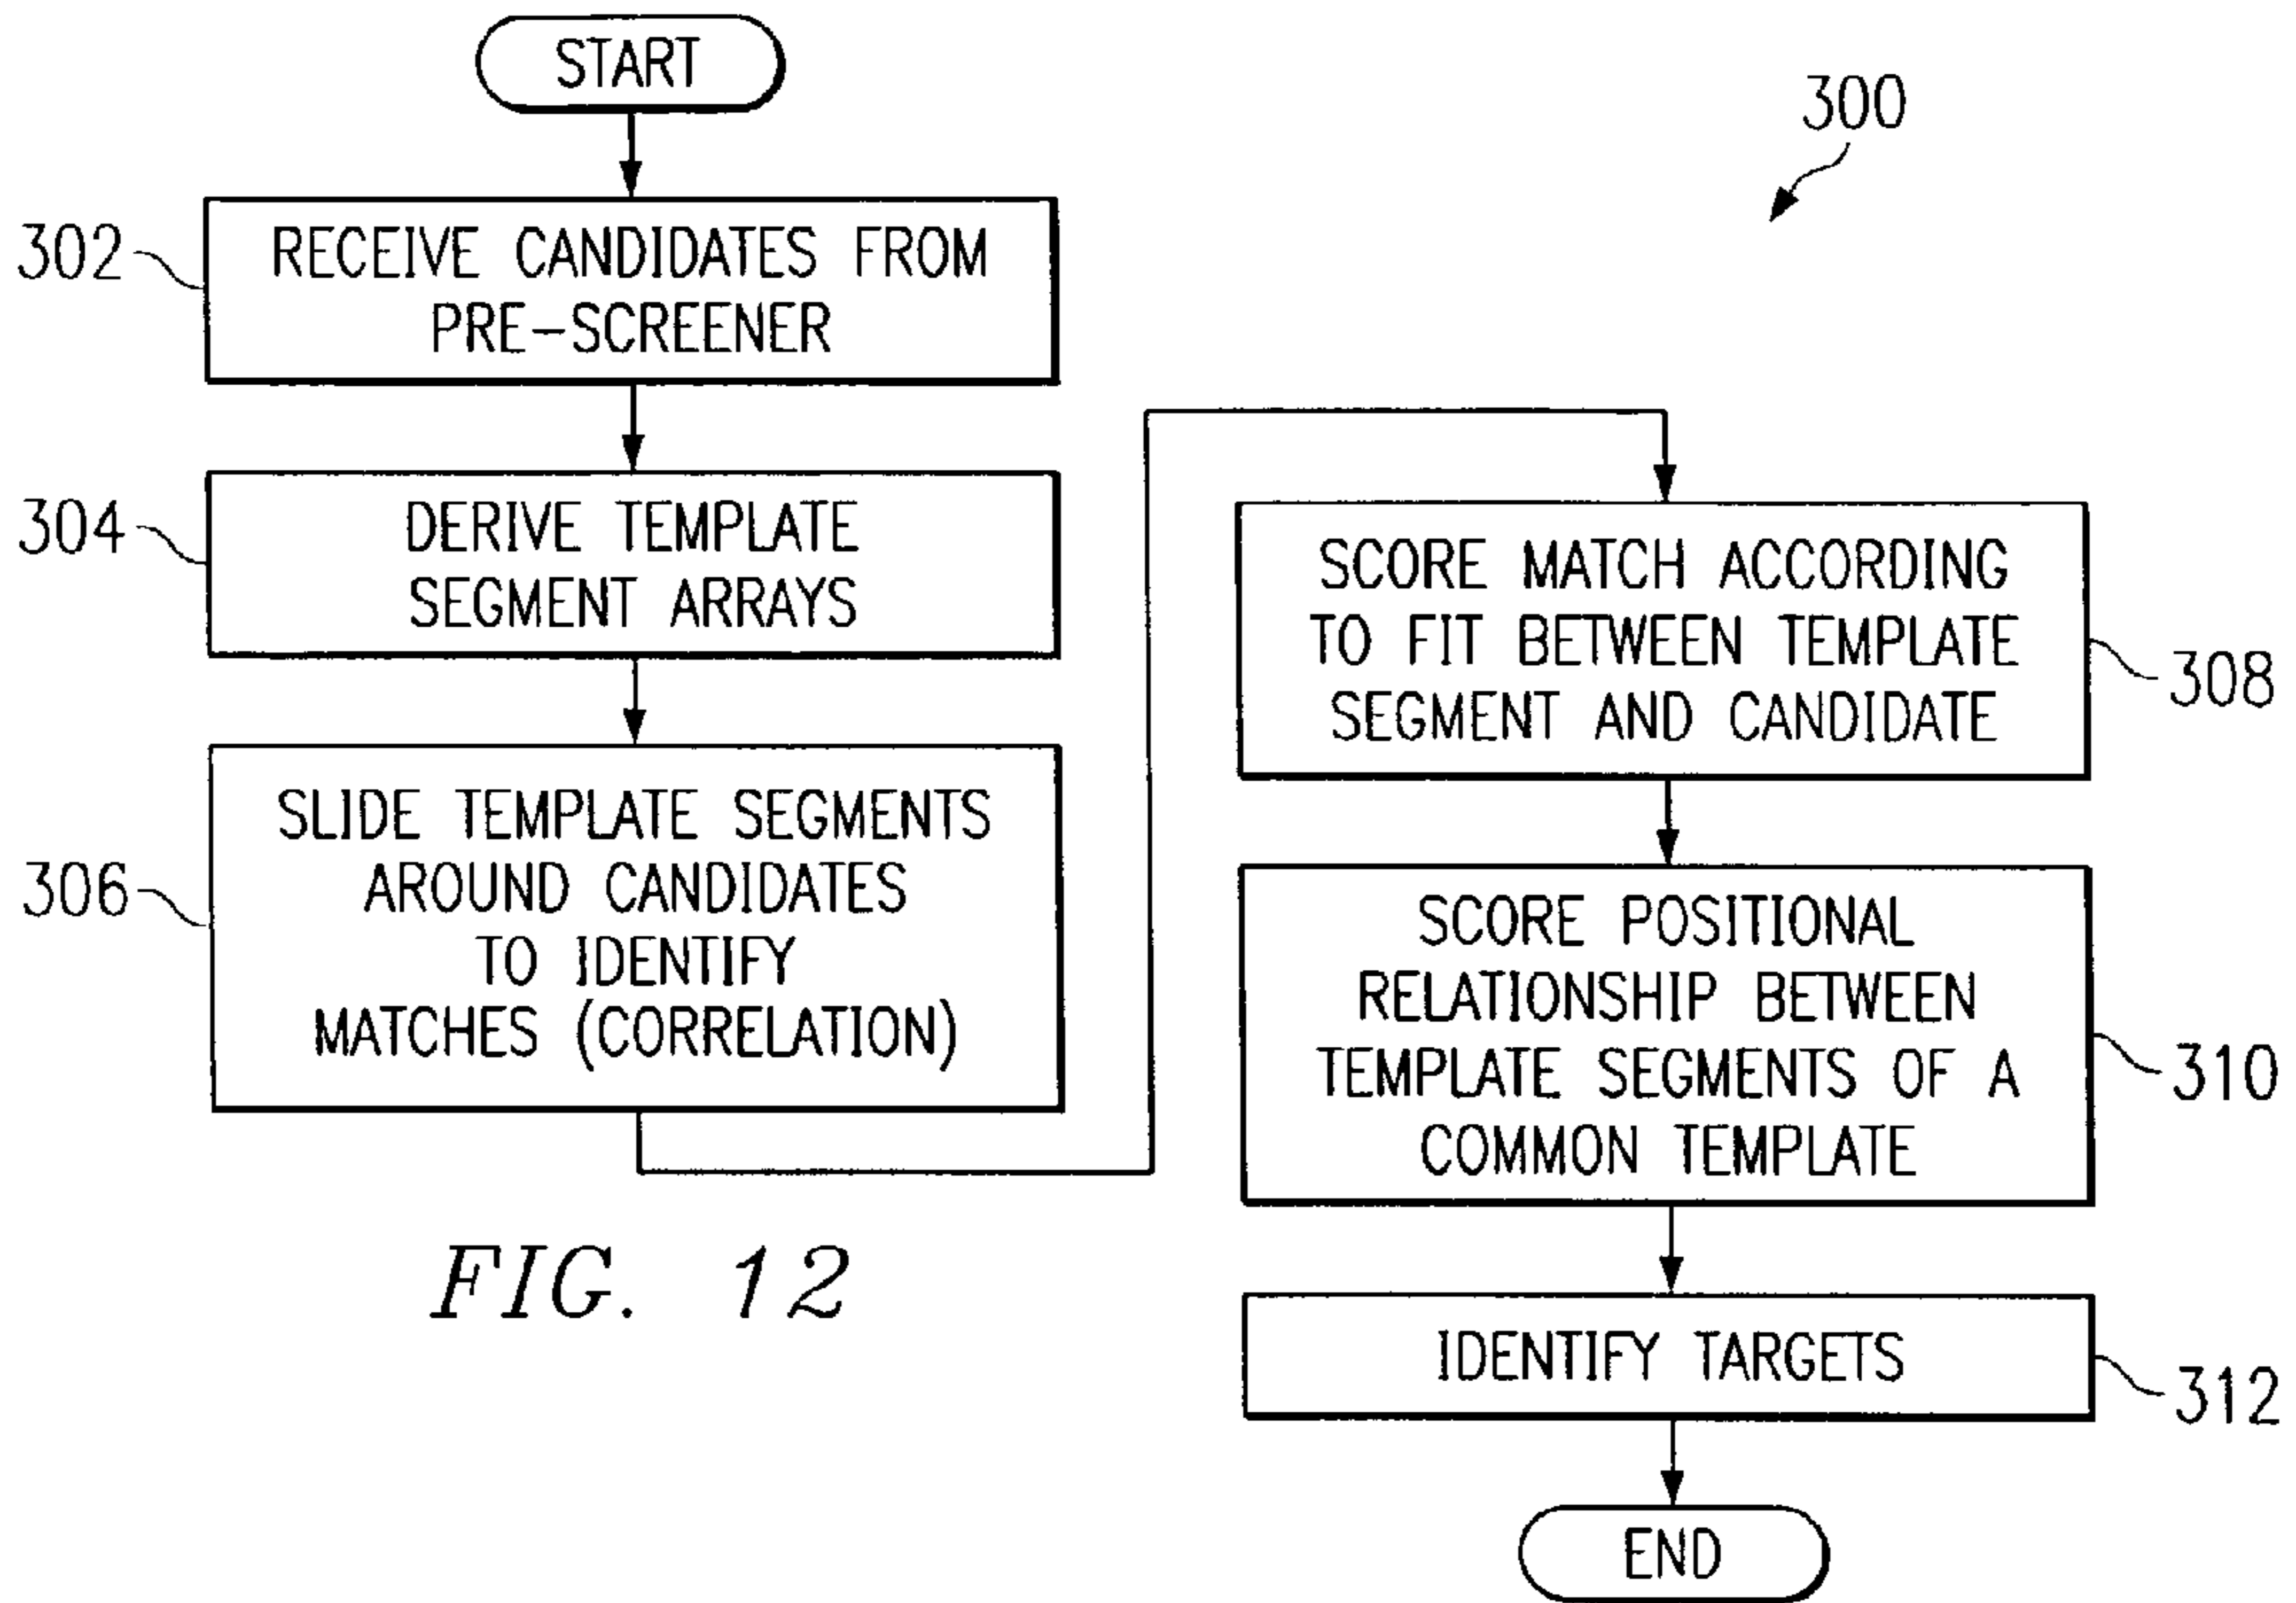 START
300
302
RECEIVE CANDIDATES FROM
PRE-SCREENER
304
DERIVE TEMPLATE
SEGMENT ARRAYS
306
SLIDE TEMPLATE SEGMENTS
AROUND CANDIDATES
TO IDENTIFY
MATCHES (CORRELATION)
SCORE MATCH ACCORDING
TO FIT BETWEEN TEMPLATE
SEGMENT AND CANDIDATE
308
SCORE POSITIONAL
RELATIONSHIP BETWEEN
TEMPLATE SEGMENTS OF A
COMMON TEMPLATE
310
IDENTIFY TARGETS
312
END
FIG. 12